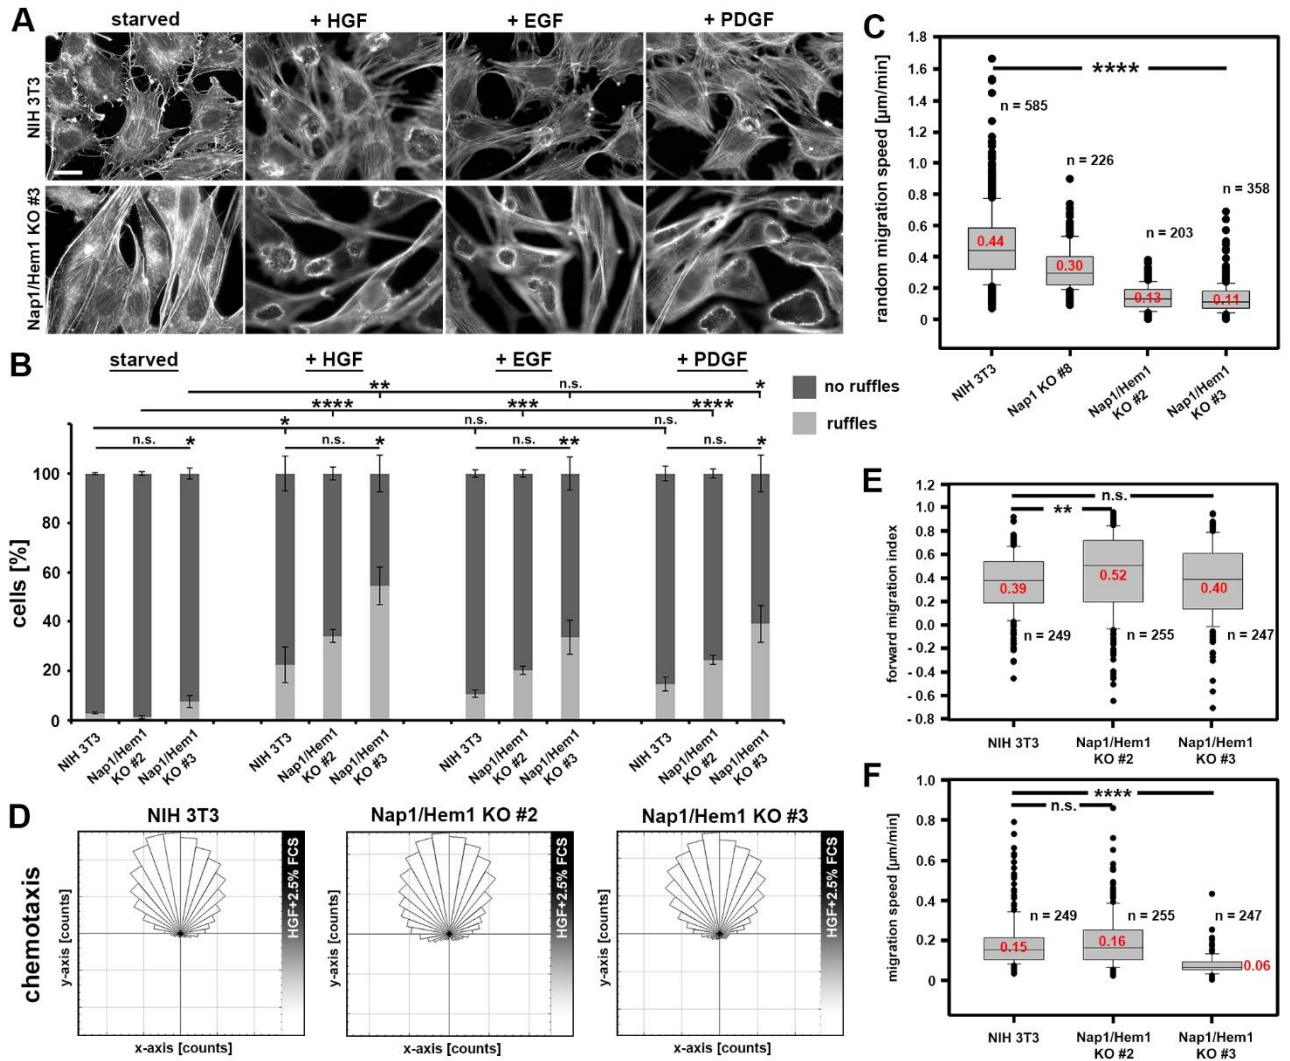 A
starved
+ HGF
+ EGF
+ PDGF
NIH 3T3
Nap1/Hem1 KO #3
B
starved
+ HGF
+ EGF
+ PDGF
no ruffles
ruffles
**
n.s.
*
****
***
****
*
n.s.
n.s.
n.s.
*
n.s.
*
n.s.
**
n.s.
*
cells [%]
100
80
60
40
20
0
NIH 3T3
Nap1/Hem1
KO #2
Nap1/Hem1
KO #3
NIH 3T3
Nap1/Hem1
KO #2
Nap1/Hem1
KO #3
NIH 3T3
Nap1/Hem1
KO #2
Nap1/Hem1
KO #3
NIH 3T3
Nap1/Hem1
KO #2
Nap1/Hem1
KO #3
C
random migration speed [µm/min]
1.8
1.6
1.4
1.2
1.0
0.8
0.6
0.4
0.2
0
****
n = 585
n = 226
n = 203
n = 358
0.44
0.30
0.13
0.11
NIH 3T3
Nap1 KO #8
Nap1/Hem1
KO #2
Nap1/Hem1
KO #3
D
chemotaxis
NIH 3T3
y-axis [counts]
x-axis [counts]
HGF+2.5% FCS
Nap1/Hem1 KO #2
y-axis [counts]
x-axis [counts]
HGF+2.5% FCS
Nap1/Hem1 KO #3
y-axis [counts]
x-axis [counts]
HGF+2.5% FCS
E
forward migration index
1.2
1.0
0.8
0.6
0.4
0.2
0.0
- 0.2
- 0.4
- 0.6
- 0.8
n.s.
**
0.39
0.52
0.40
n = 249
n = 255
n = 247
NIH 3T3
Nap1/Hem1
KO #2
Nap1/Hem1
KO #3
F
migration speed [µm/min]
1.0
0.8
0.6
0.4
0.2
0
****
n.s.
n = 249
n = 255
n = 247
0.15
0.16
0.06
NIH 3T3
Nap1/Hem1
KO #2
Nap1/Hem1
KO #3